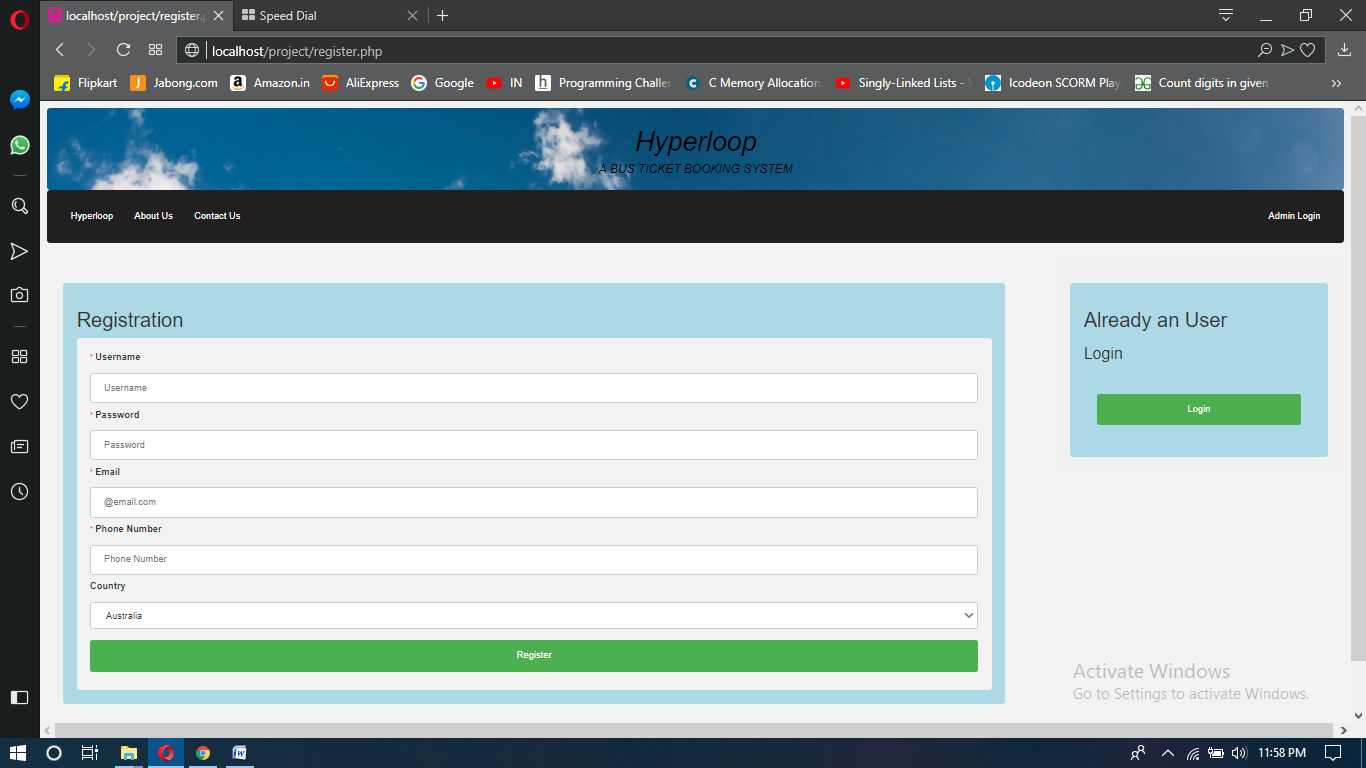 localhost/project/register.
Speed Dial
localhost/project/register.php
Flipkart
Jabong.com
Amazon.in
AliExpress
Google
IN
Programming Challe
C Memory Allocation
Singly-Linked Lists -
Icodeon SCORM Play
Count digits in given
Hyperloop
A BUS TICKET BOOKING SYSTEM
Hyperloop
About Us
Contact Us
Admin Login
Registration
* Username
Username
* Password
Password
* Email
@email.com
* Phone Number
Phone Number
Country
Australia
Register
Already an User
Login
Login
Activate Windows
Go to Settings to activate Windows.
11:58 PM